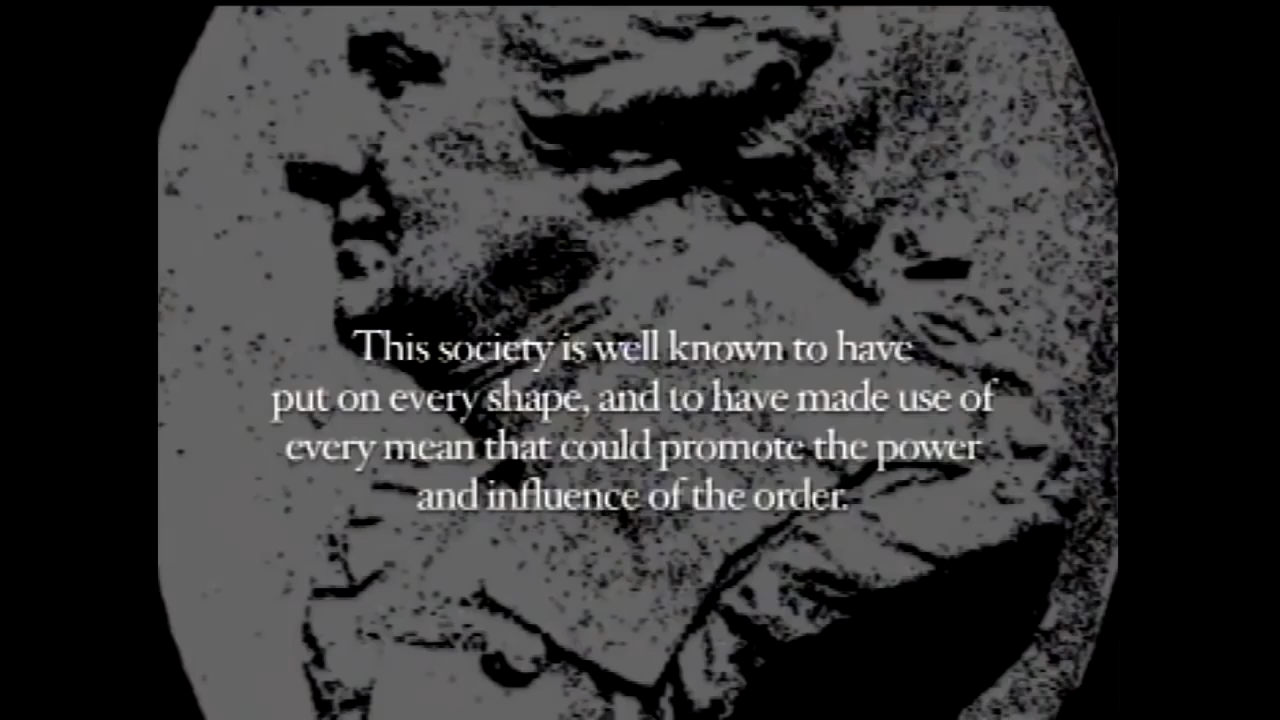 This society is well known to have
put on every shape, and to have made use of
every mean that could promote the power
and influence of the order.